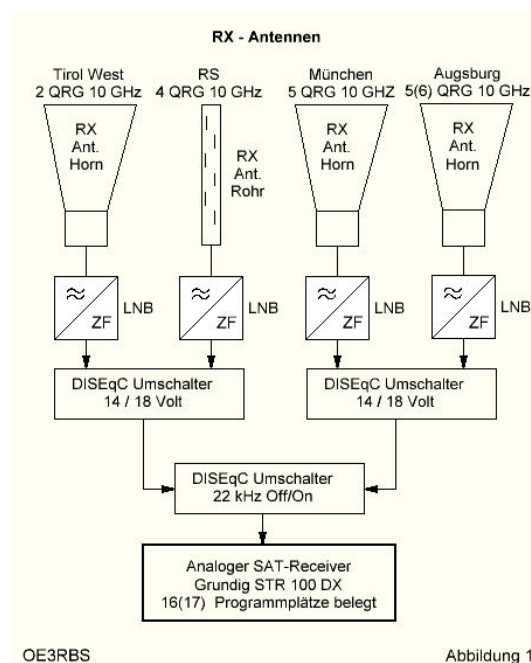 RX - Antennen
Tirol West
2 QRG 10 GHz
RS
4 QRG 10 GHz
München
5 QRG 10 GHZ
Augsburg
5(6) QRG 10 GHz
RX
Ant.
Horn
RX
Ant.
Rohr
RX
Ant.
Horn
RX
Ant.
Horn
≈
ZF
LNB
≈
ZF
LNB
≈
ZF
LNB
≈
ZF
LNB
DISEqC Umschalter
14 / 18 Volt
DISEqC Umschalter
14 / 18 Volt
DISEqC Umschalter
22 kHz Off/On
Analoger SAT-Receiver
Grundig STR 100 DX
16(17) Programmplätze belegt
OE3RBS
Abbildung 1